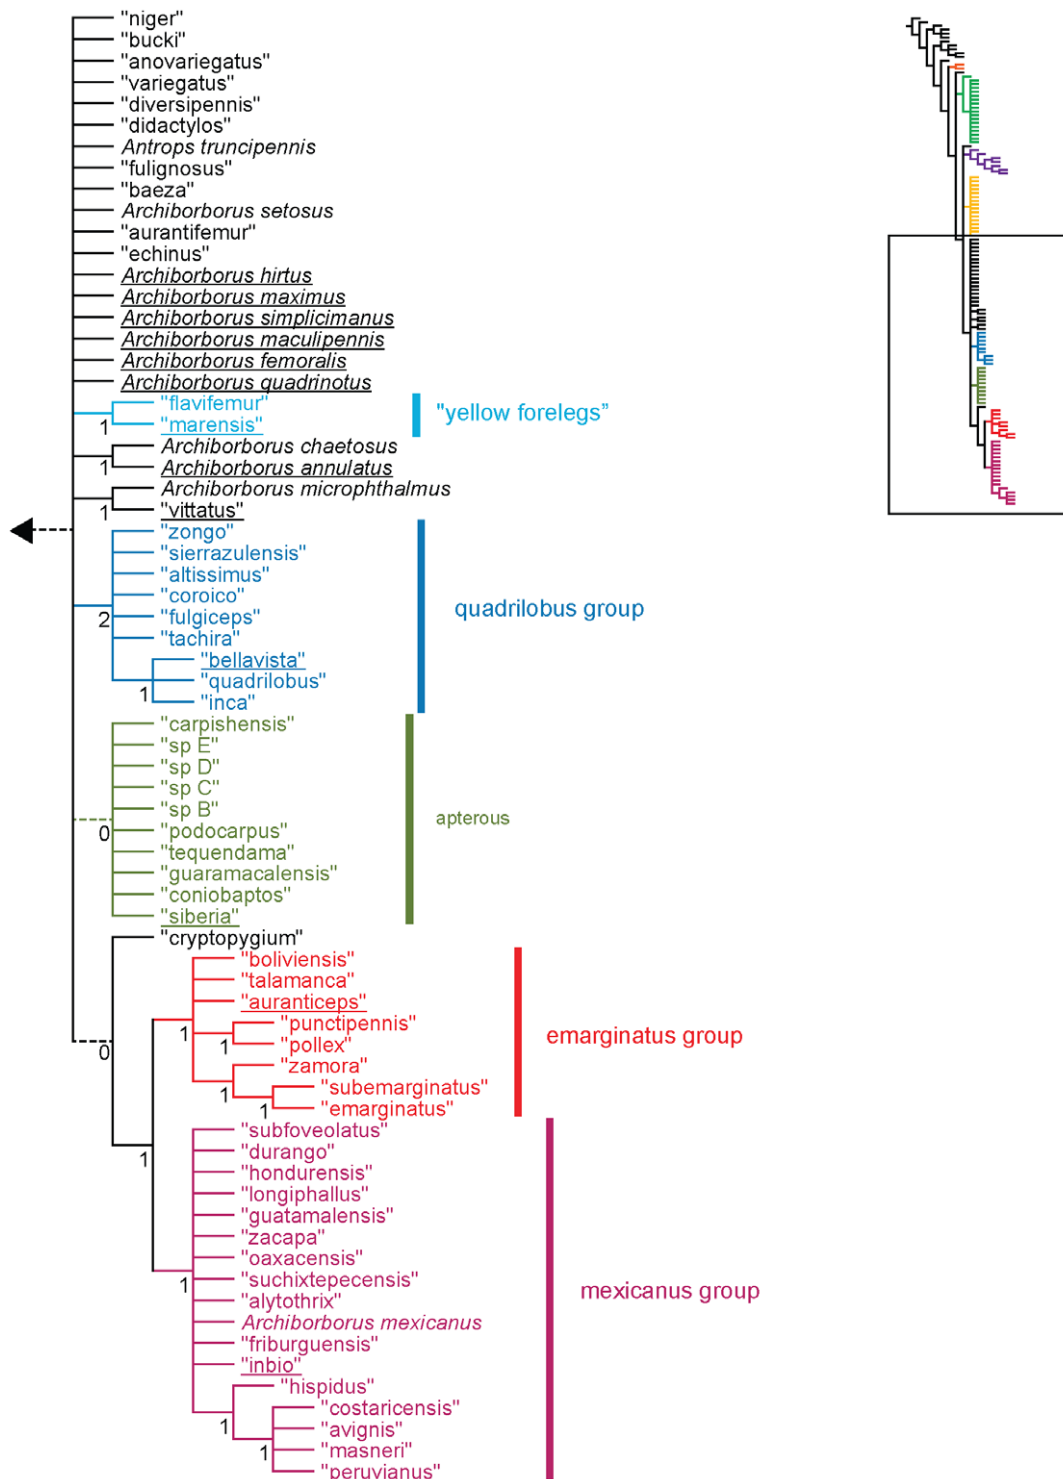 "niger"
"bucki"
"anovariegatus"
"variegatus"
"diversipennis"
"didactylos"
Antrops truncipennis
"fulignosus"
"baeza"
Archiborborus setosus
"aurantifemur"
"echinus"
Archiborborus hirtus
Archiborborus maximus
Archiborborus simplicimanus
Archiborborus maculipennis
Archiborborus femoralis
Archiborborus quadrinotus
"flavifemur"
"yellow forelegs”
1
"marensis"
Archiborborus chaetosus
1
Archiborborus annulatus
Archiborborus microphthalmus
1
"vittatus"
"zongo"
"sierrazulensis"
"altissimus"
"coroico"
quadrilobus group
2
"fulgiceps"
"tachira"
"bellavista"
"quadrilobus"
1
"inca"
"carpishensis"
"sp E"
"sp D"
"sp C"
"sp B"
apterous
0
"podocarpus"
"tequendama"
"guaramacalensis"
"coniobaptos"
"siberia"
"cryptopygium"
"boliviensis"
"talamanca"
"auranticeps"
"punctipennis"
1
emarginatus group
1
"pollex"
0
"zamora"
"subemarginatus"
1
1
"emarginatus"
"subfoveolatus"
"durango"
1
"hondurensis"
"longiphallus"
"guatamalensis"
"zacapa"
"oaxacensis"
"suchixtepecensis"
1
mexicanus group
"alytothrix"
Archiborborus mexicanus
"friburguensis"
"inbio"
"hispidus"
"costaricensis"
1
"avignis"
"masneri"
1
"peruvianus"